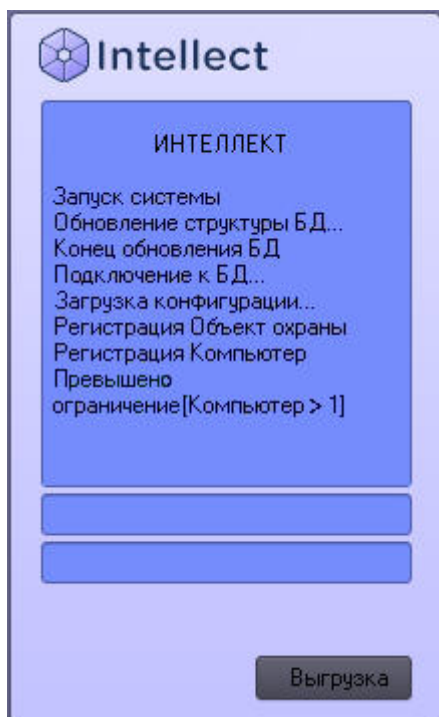 Intellect
ИНТЕЛЛЕКТ
Запуск системы
Обновление структуры БД...
Конец обновления БД
Подключение к БД...
Загрузка конфигурации...
Регистрация Объект охраны
Регистрация Компьютер
Превышено
ограничение[Компьютер > 1]
Выгрузка